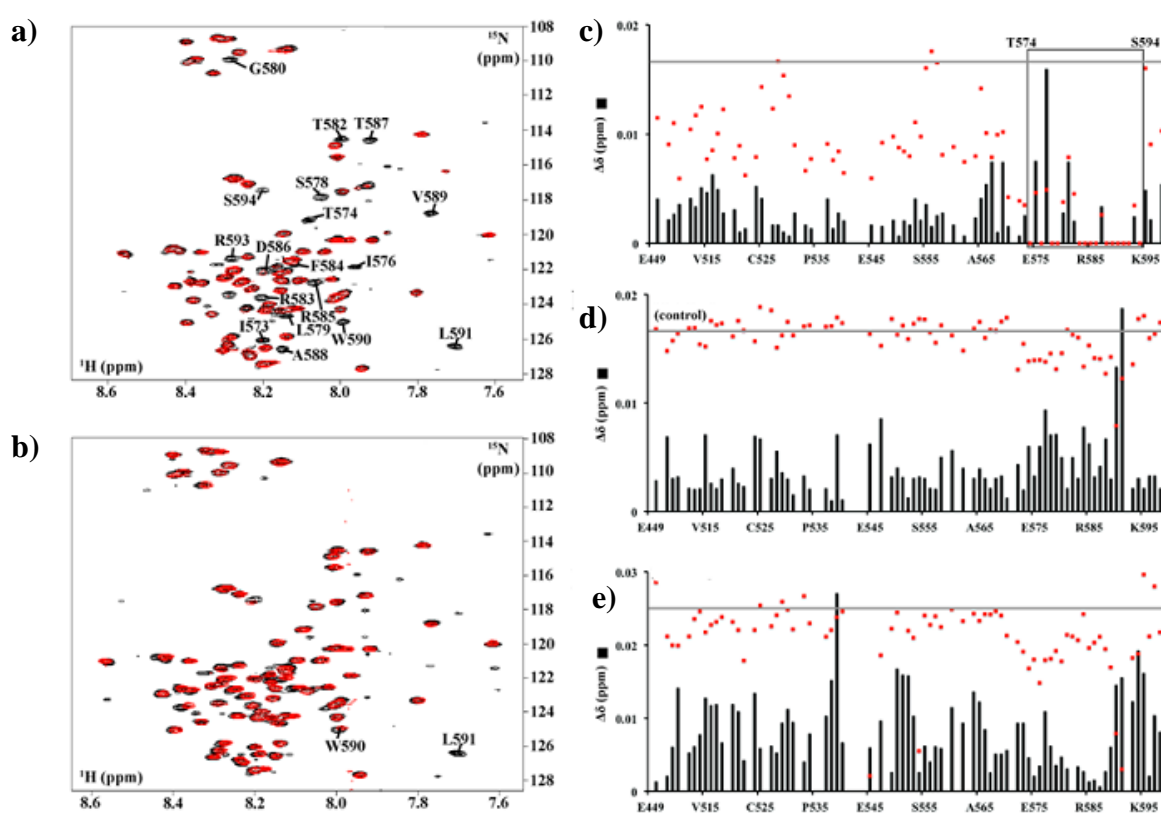 a)
108
¹⁵N
(ppm)
110
G580
112
T582 T587
114
116
S578
V589
118
S594
T574
120
R593 D586
F584 I576
122
R583
124
R585
I573 L579 W590
L591
126
A588
¹H (ppm)
128
8.6 8.4 8.2 8.0 7.8 7.6
b)
108
¹⁵N
(ppm)
110
112
114
116
118
120
122
124
W590 L591
126
¹H (ppm)
128
8.6 8.4 8.2 8.0 7.8 7.6
c)
0.02
T574 S594
Δδ (ppm)
0.01
0
E449 V515 C525 P535 E545 S555 A565 E575 R585 K595
d)
0.02
(control)
Δδ (ppm)
0.01
0
E449 V515 C525 P535 E545 S555 A565 E575 R585 K595
e)
0.03
Δδ (ppm)
0.02
0.01
0
E449 V515 C525 P535 E545 S555 A565 E575 R585 K595